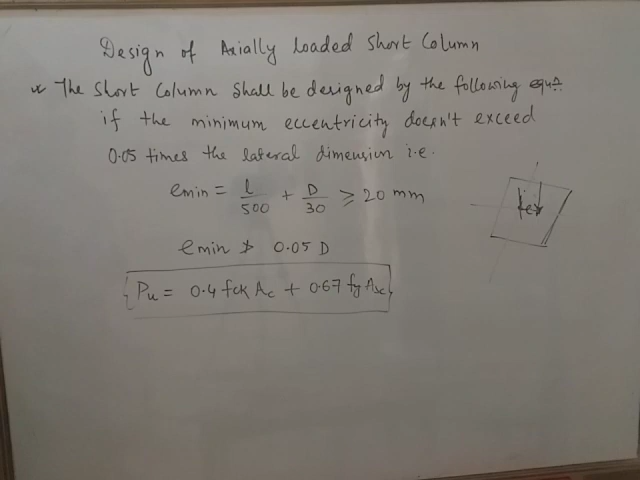 Design of Axially Loaded Short Column
* The Short Column Shall be designed by the following equn.
if the minimum eccentricity doesn't exceed
0.05 times the lateral dimension i.e.
emin = l/500 + D/30 ≥ 20 mm
emin ≯ 0.05 D
Pu = 0.4 fck Ac + 0.67 fy Asc